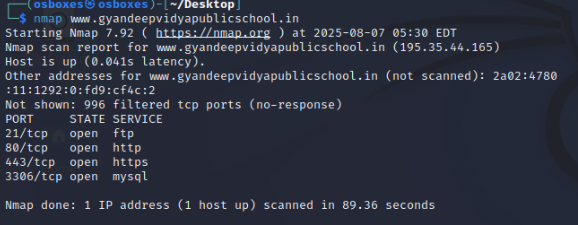 (osboxes㉿osboxes)-[~/Desktop]
$ nmap www.gyandeepvidyapublicschool.in
Starting Nmap 7.92 ( https://nmap.org ) at 2025-08-07 05:30 EDT
Nmap scan report for www.gyandeepvidyapublicschool.in (195.35.44.165)
Host is up (0.041s latency).
Other addresses for www.gyandeepvidyapublicschool.in (not scanned): 2a02:4780
:11:1292:0:fd9:cf4c:2
Not shown: 996 filtered tcp ports (no-response)
PORT     STATE SERVICE
21/tcp   open  ftp
80/tcp   open  http
443/tcp  open  https
3306/tcp open  mysql
Nmap done: 1 IP address (1 host up) scanned in 89.36 seconds